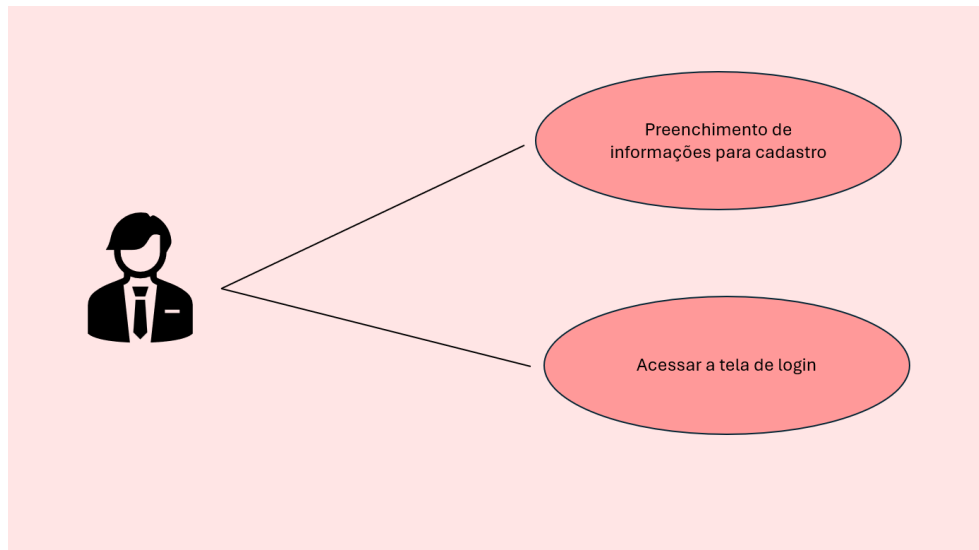 Preenchimento de
informações para cadastro
Acessar a tela de login